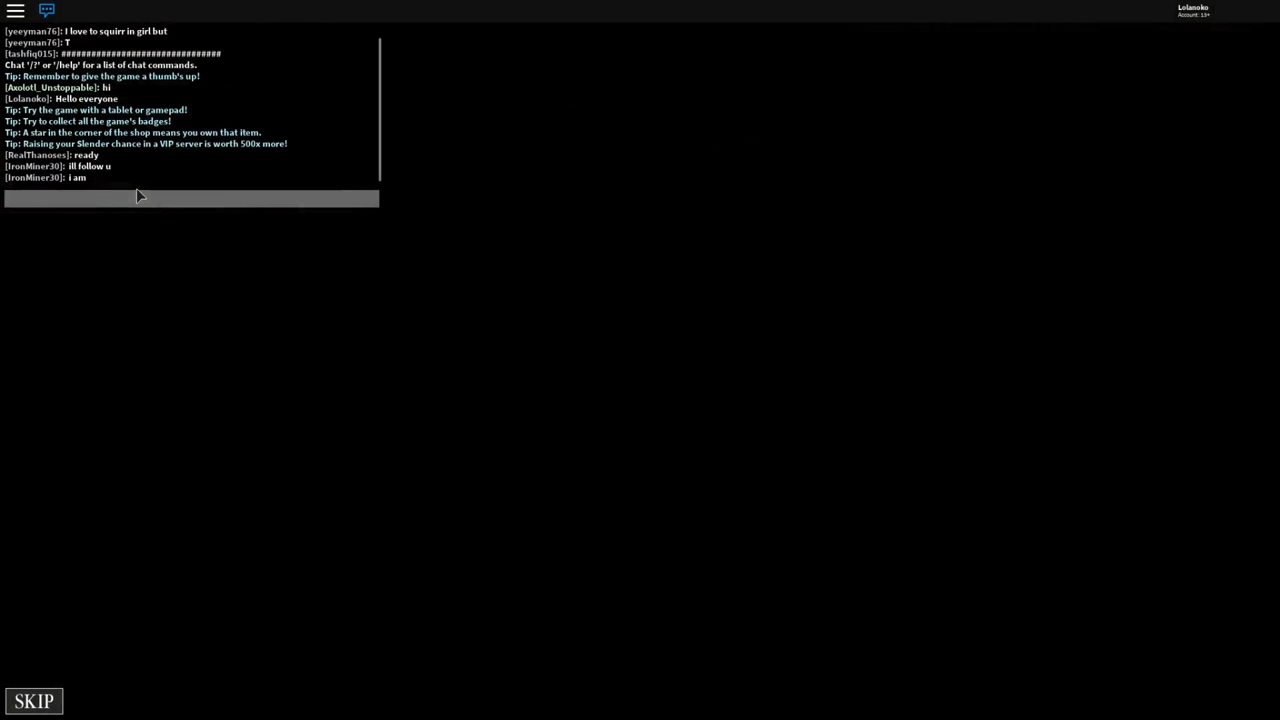 Lolanoko
Account: 13+
[yeeyman76]: I love to squirr in girl but
[yeeyman76]: T
[tashfiq015]: ################################
Chat '/?' or '/help' for a list of chat commands.
Tip: Remember to give the game a thumb's up!
[Axolotl_Unstoppable]: hi
[Lolanoko]: Hello everyone
Tip: Try the game with a tablet or gamepad!
Tip: Try to collect all the game's badges!
Tip: A star in the corner of the shop means you own that item.
Tip: Raising your Slender chance in a VIP server is worth 500x more!
[RealThanoses]: ready
[IronMiner30]: ill follow u
[IronMiner30]: i am
SKIP